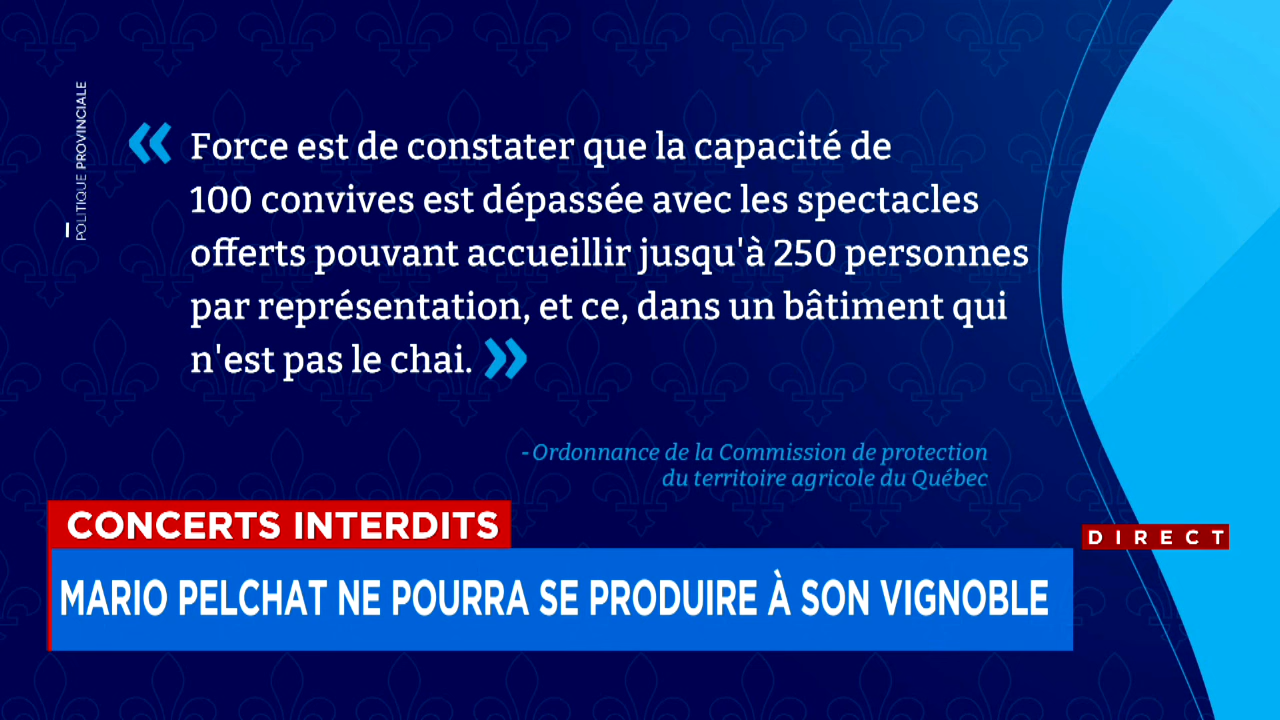 POLITIQUE PROVINCIALE
« Force est de constater que la capacité de
100 convives est dépassée avec les spectacles
offerts pouvant accueillir jusqu'à 250 personnes
par représentation, et ce, dans un bâtiment qui
n'est pas le chai. »
- Ordonnance de la Commission de protection
du territoire agricole du Québec
CONCERTS INTERDITS
DIRECT
MARIO PELCHAT NE POURRA SE PRODUIRE À SON VIGNOBLE